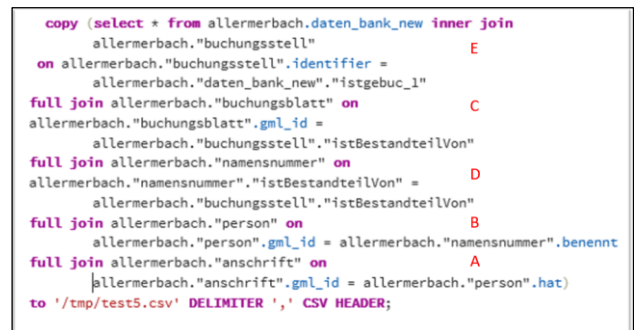 copy (select * from allermerbach.daten_bank_new inner join
allermerbach."buchungsstell"
E
on allermerbach."buchungsstell".identifier =
allermerbach."daten_bank_new"."istgebuc_1"
full join allermerbach."buchungsblatt" on
C
allermerbach."buchungsblatt".gml_id =
allermerbach."buchungsstell"."istBestandteilVon"
full join allermerbach."namensnummer" on
D
allermerbach."namensnummer"."istBestandteilVon" =
allermerbach."buchungsstell"."istBestandteilVon"
full join allermerbach."person" on
B
allermerbach."person".gml_id = allermerbach."namensnummer".benennt
full join allermerbach."anschrift" on
A
allermerbach."anschrift".gml_id = allermerbach."person".hat)
to '/tmp/test5.csv' DELIMITER ',' CSV HEADER;